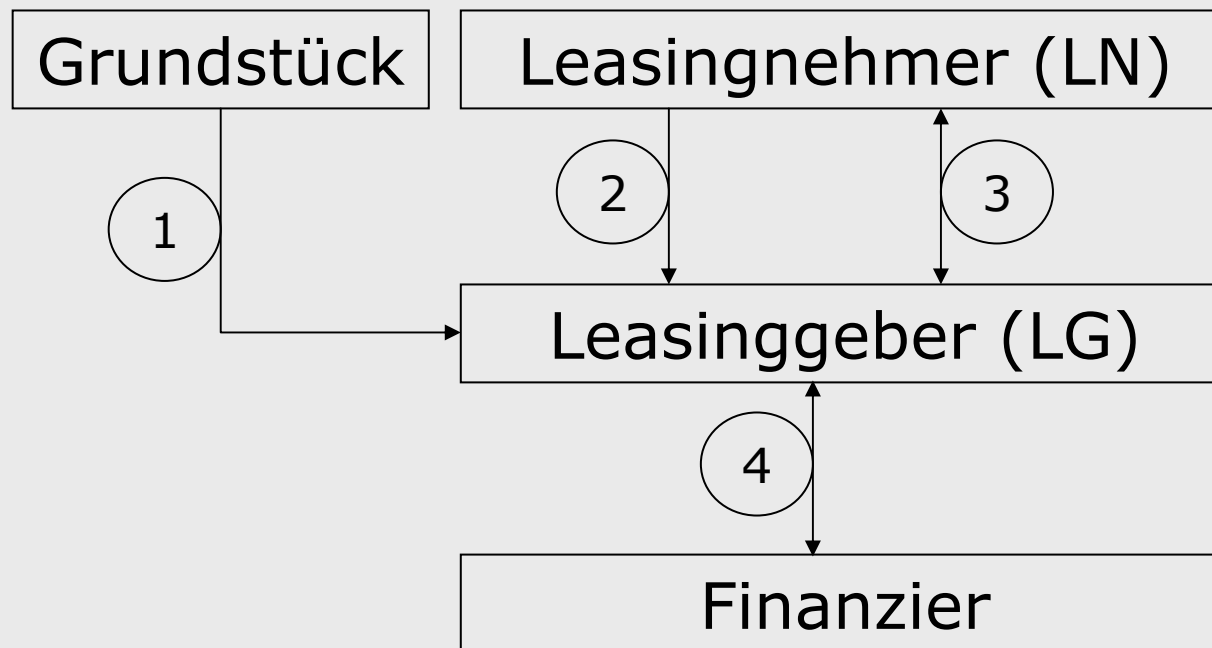 Grundstück
Leasingnehmer (LN)
1
2
3
Leasinggeber (LG)
4
Finanzier